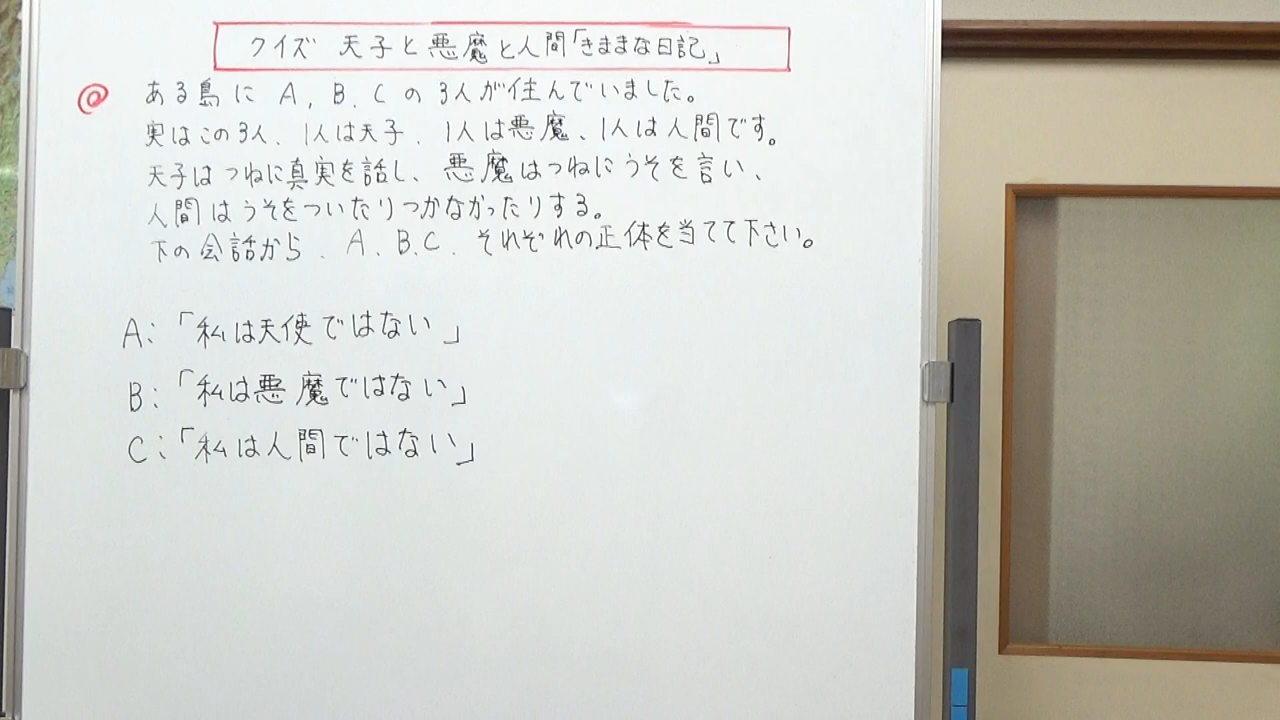 クイズ 天子と悪魔と人間「きままな日記」
@ ある島に A, B, C の 3人が住んでいました。
実はこの3人、1人は天子、1人は悪魔、1人は人間です。
天子はつねに真実を話し、悪魔はつねにうそを言い、
人間はうそをついたりつかなかったりする。
下の会話から、A、B、C、それぞれの正体を当てて下さい。
A:「私は天使ではない」
B:「私は悪魔ではない」
C:「私は人間ではない」